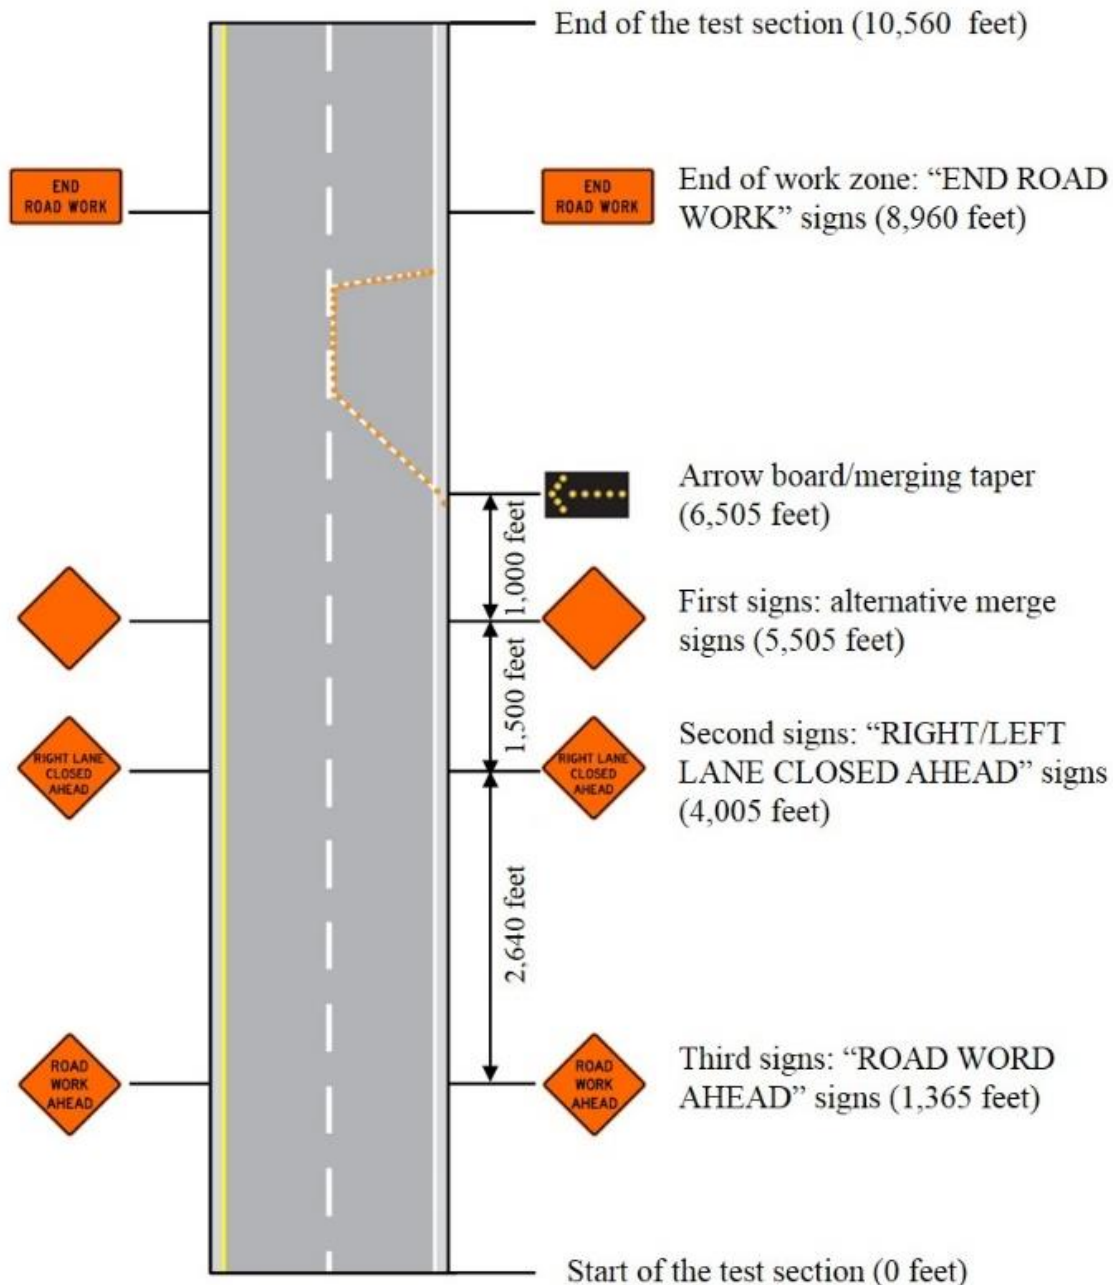 End of the test section (10,560 feet)
END
ROAD WORK
END
ROAD WORK
End of work zone: “END ROAD
WORK” signs (8,960 feet)
Arrow board/merging taper
(6,505 feet)
1,000 feet
First signs: alternative merge
signs (5,505 feet)
1,500 feet
RIGHT LANE
CLOSED
AHEAD
RIGHT LANE
CLOSED
AHEAD
Second signs: “RIGHT/LEFT
LANE CLOSED AHEAD” signs
(4,005 feet)
2,640 feet
ROAD
WORK
AHEAD
ROAD
WORK
AHEAD
Third signs: “ROAD WORD
AHEAD” signs (1,365 feet)
Start of the test section (0 feet)